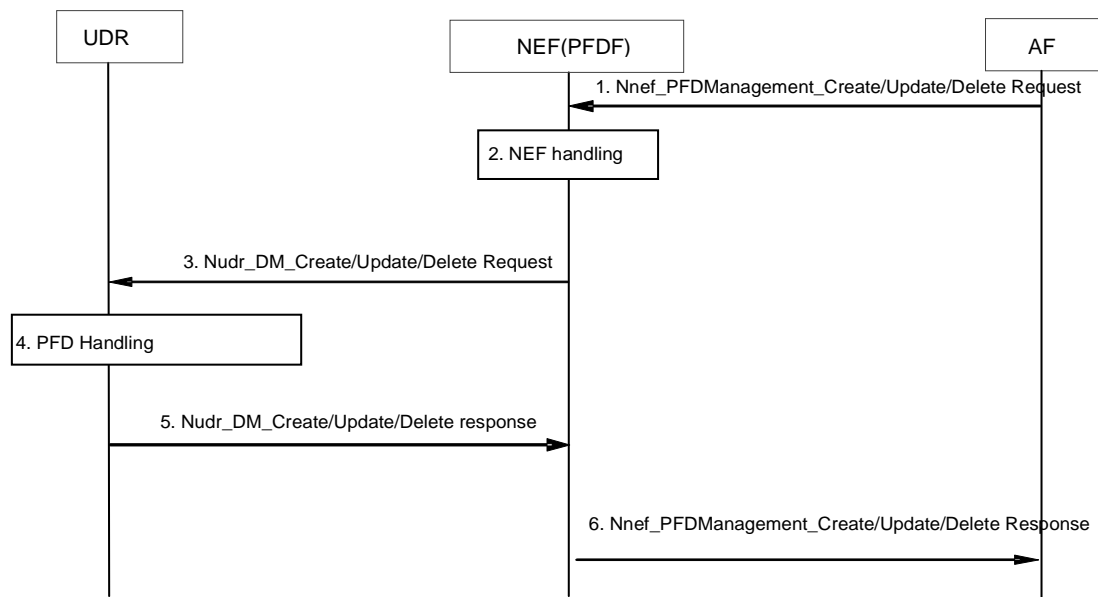 UDR
NEF(PFDF)
AF
1. Nnef_PFDManagement_Create/Update/Delete Request
2. NEF handling
3. Nudr_DM_Create/Update/Delete Request
4. PFD Handling
5. Nudr_DM_Create/Update/Delete response
6. Nnef_PFDManagement_Create/Update/Delete Response